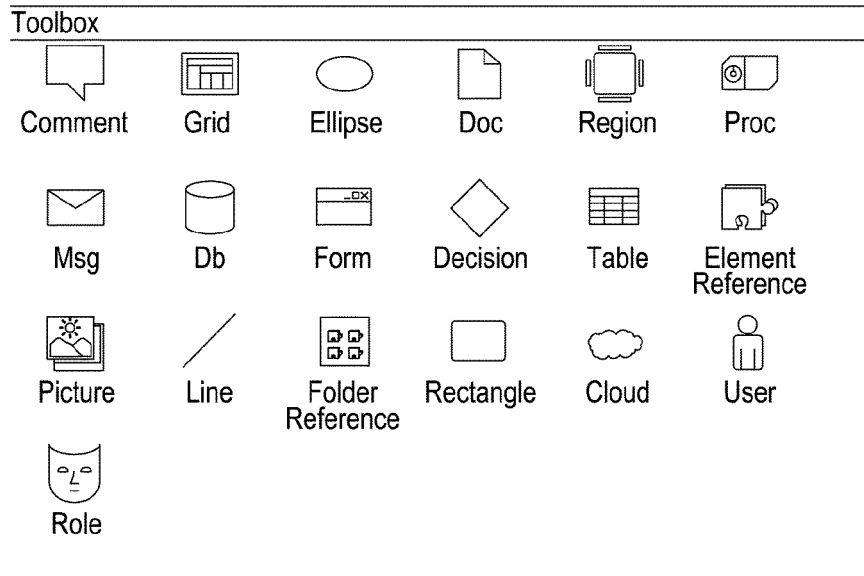 Toolbox
Comment Grid Ellipse Doc Region Proc
Msg Db Form Decision Table Element
Reference
Picture Line Folder Rectangle Cloud User
Reference
Role